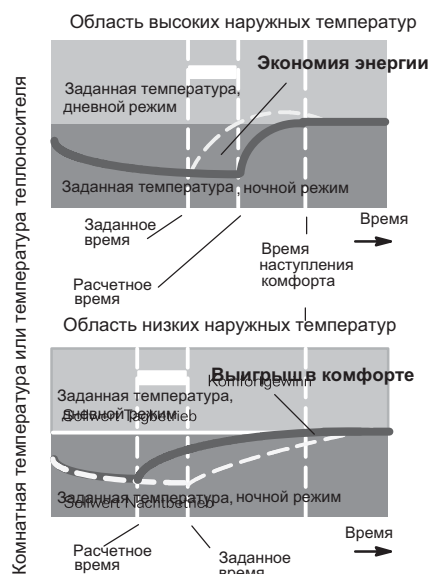 Область высоких наружных температур
Комнатная температура или температура теплоносителя
Экономия энергии
Заданная температура,
дневной режим
Заданная температура, ночной режим
Заданное
время
Время
Расчетное
время
Время
наступления
комфорта
Область низких наружных температур
Выигрыш в комфорте
Komfortgewinn
Заданная температура,
дневной режим
Sollwert Tagbetrieb
Заданная температура, ночной режим
Sollwert Nachtbetrieb
Время
Расчетное
время
Заданное
время